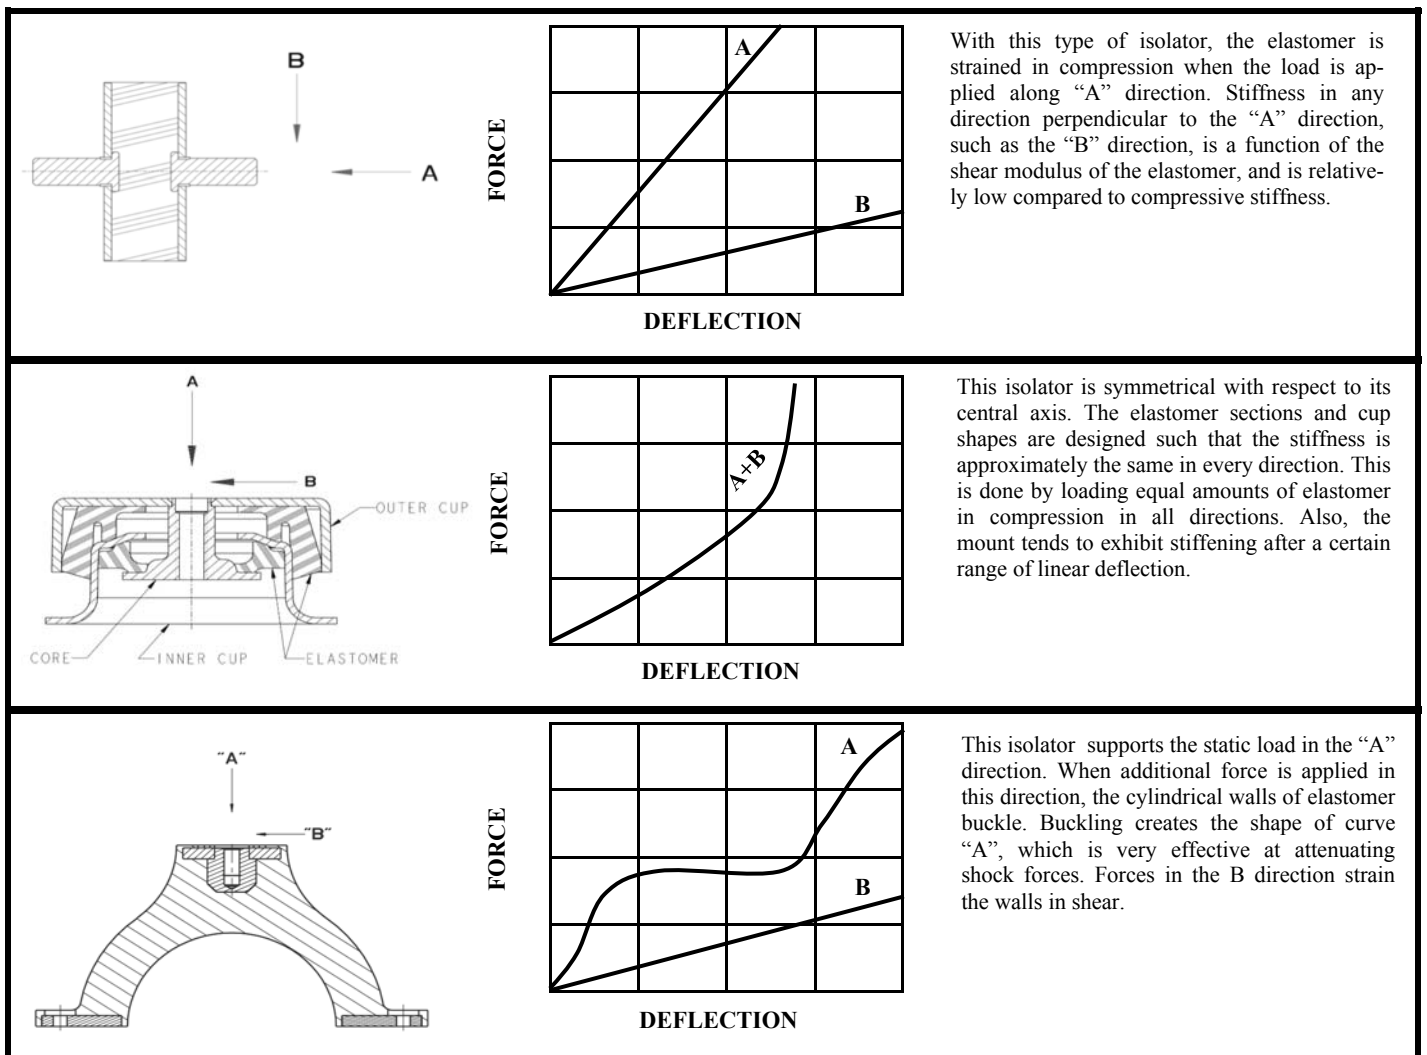 B
A
FORCE
A
B
DEFLECTION
With this type of isolator, the elastomer is
strained in compression when the load is ap-
plied along “A” direction. Stiffness in any
direction perpendicular to the “A” direction,
such as the “B” direction, is a function of the
shear modulus of the elastomer, and is relative-
ly low compared to compressive stiffness.
A
B
OUTER CUP
CORE
INNER CUP
ELASTOMER
FORCE
A+B
DEFLECTION
This isolator is symmetrical with respect to its
central axis. The elastomer sections and cup
shapes are designed such that the stiffness is
approximately the same in every direction. This
is done by loading equal amounts of elastomer
in compression in all directions. Also, the
mount tends to exhibit stiffening after a certain
range of linear deflection.
"A"
"B"
FORCE
A
B
DEFLECTION
This isolator supports the static load in the “A”
direction. When additional force is applied in
this direction, the cylindrical walls of elastomer
buckle. Buckling creates the shape of curve
“A”, which is very effective at attenuating
shock forces. Forces in the B direction strain
the walls in shear.